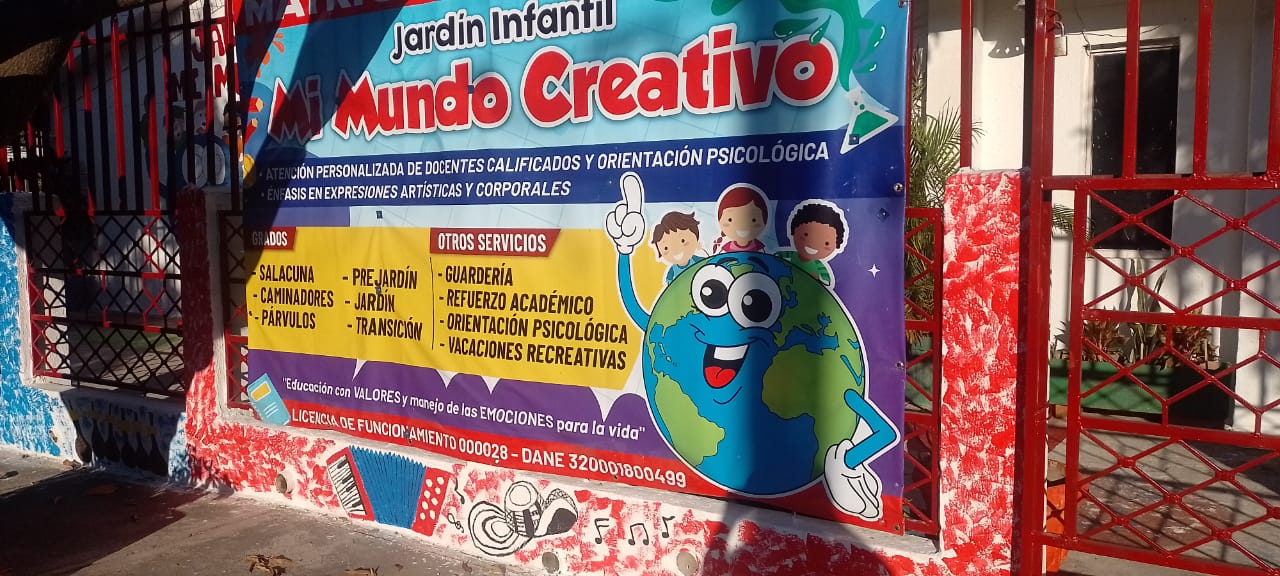 Jardín Infantil
Mi Mundo Creativo
· ATENCIÓN PERSONALIZADA DE DOCENTES CALIFICADOS Y ORIENTACIÓN PSICOLÓGICA
· ÉNFASIS EN EXPRESIONES ARTÍSTICAS Y CORPORALES
GRADOS
- SALACUNA
- CAMINADORES
- PÁRVULOS
- PREJARDÍN
- JARDÍN
- TRANSICIÓN
OTROS SERVICIOS
- GUARDERÍA
- REFUERZO ACADÉMICO
- ORIENTACIÓN PSICOLÓGICA
- VACACIONES RECREATIVAS
"Educación con VALORES y manejo de las EMOCIONES para la vida"
LICENCIA DE FUNCIONAMIENTO 000028 - DANE 320001800499